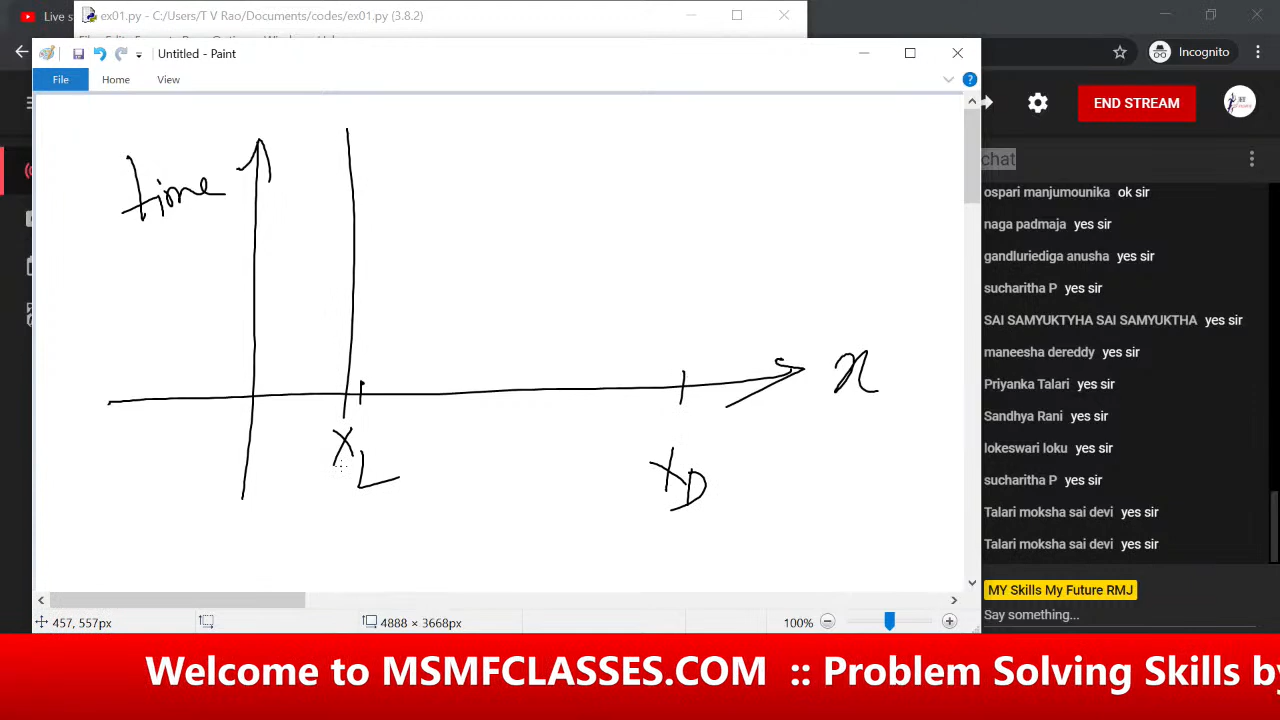 Live s
ex01.py - C:/Users/T V Rao/Documents/codes/ex01.py (3.8.2)
Untitled - Paint
File Home View
Incognito
END STREAM
chat
time
x
XL
XD
ospari manjumounika ok sir
naga padmaja yes sir
gandluriediga anusha yes sir
sucharitha P yes sir
SAI SAMYUKTYHA SAI SAMYUKTHA yes sir
maneesha dereddy yes sir
Priyanka Talari yes sir
Sandhya Rani yes sir
lokeswari loku yes sir
sucharitha P yes sir
Talari moksha sai devi yes sir
Talari moksha sai devi yes sir
MY Skills My Future RMJ
Say something...
457, 557px
4888 × 3668px
100%
Welcome to MSMFCLASSES.COM :: Problem Solving Skills by